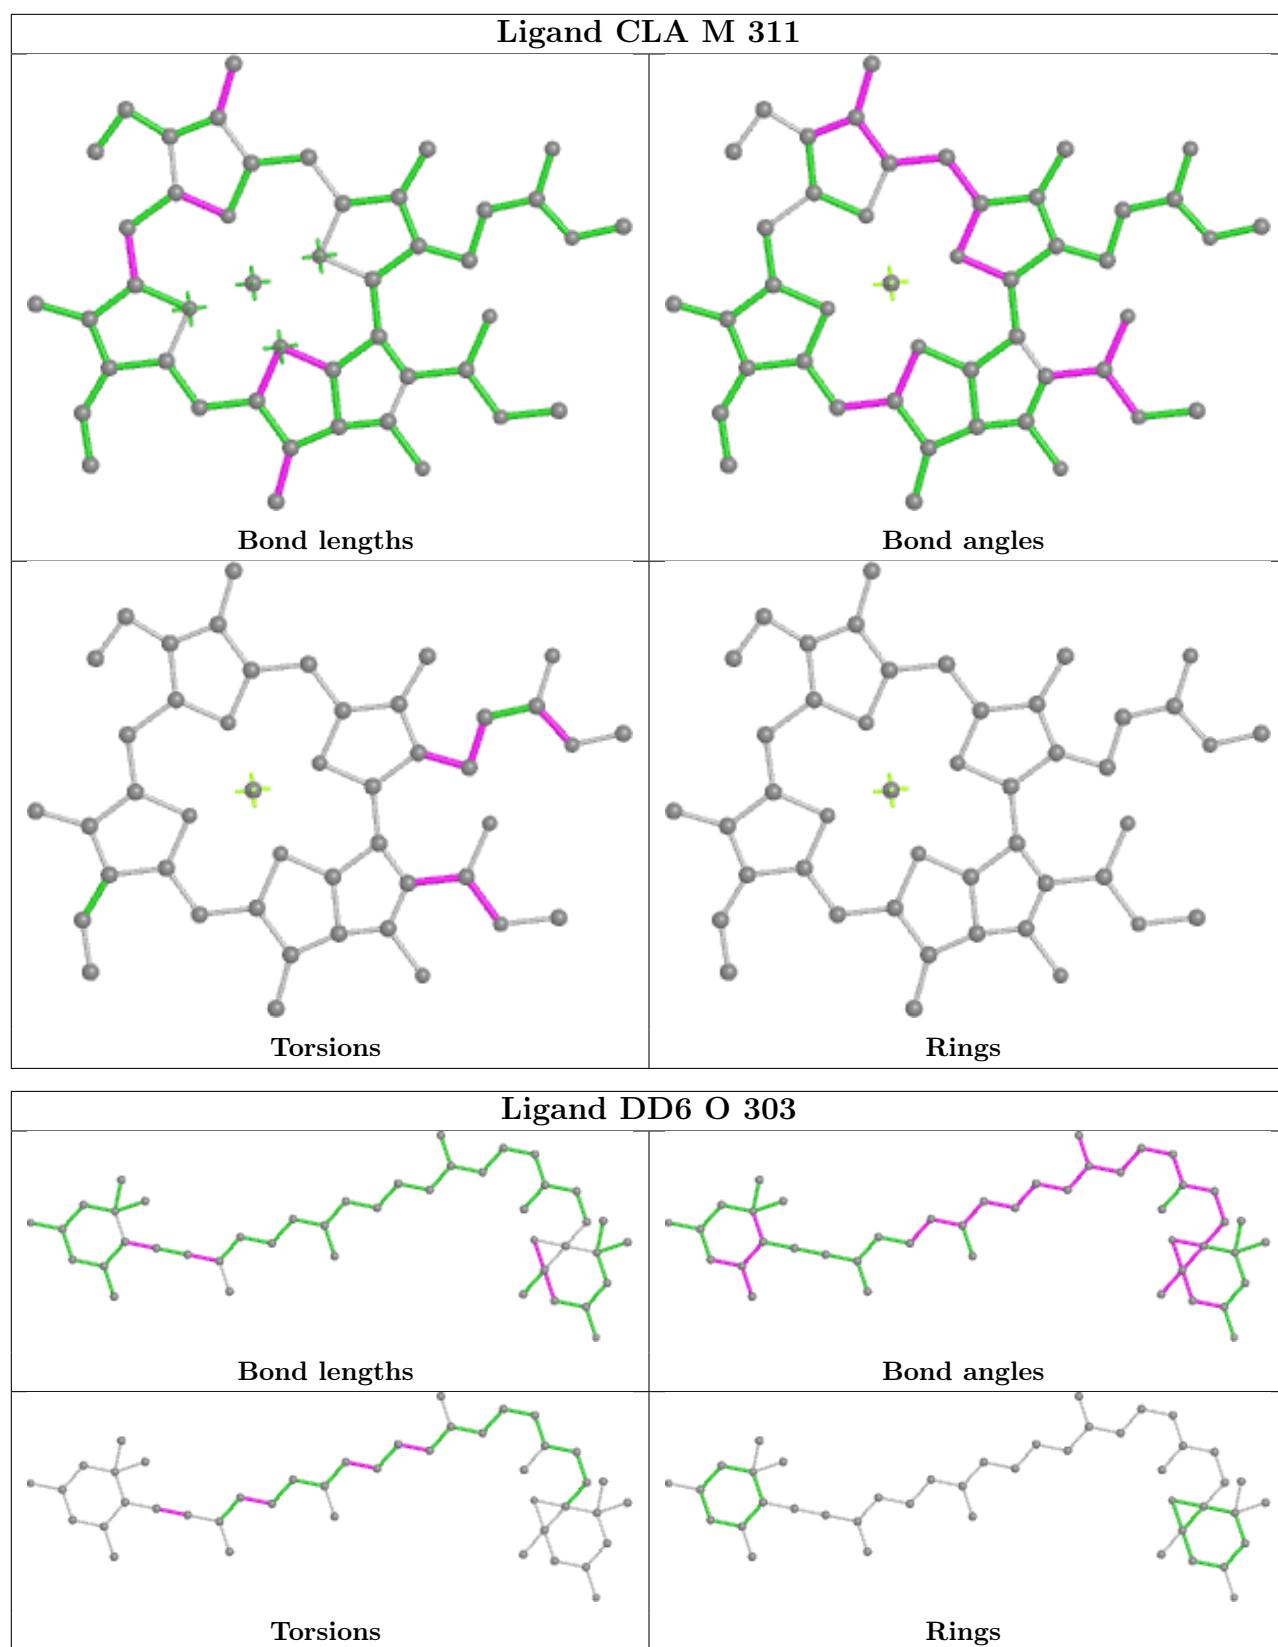 Ligand CLA M 311
Bond lengths
Bond angles
Torsions
Rings
Ligand DD6 O 303
Bond lengths
Bond angles
Torsions
Rings